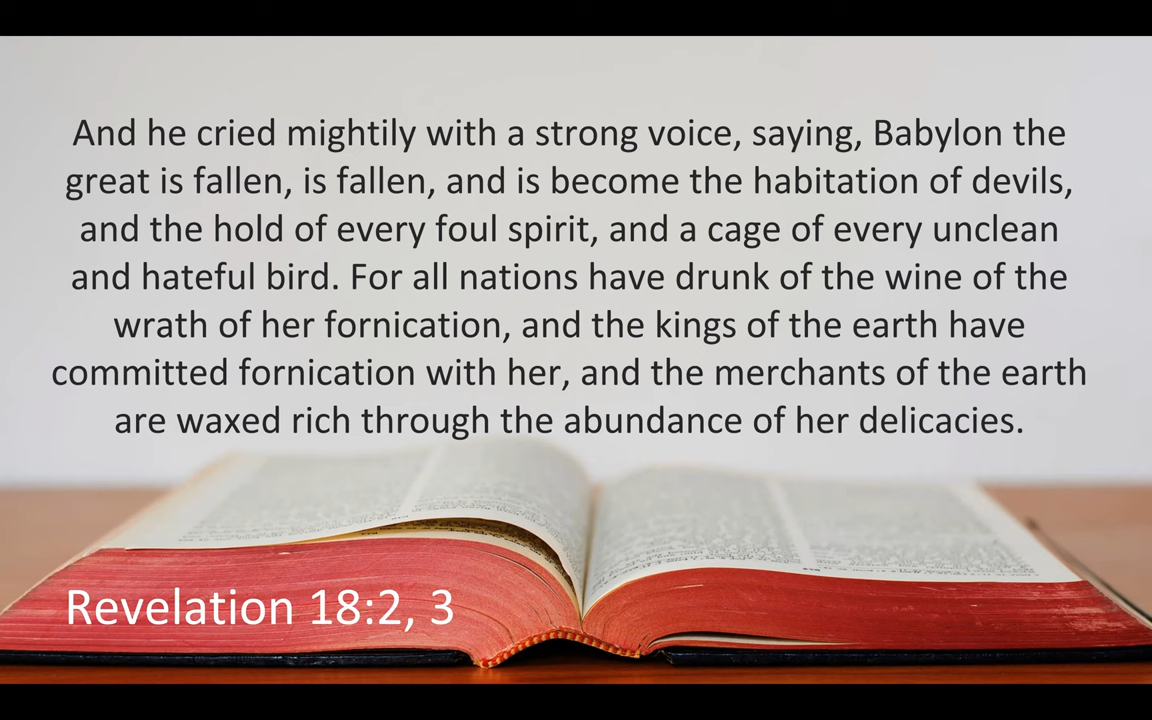 And he cried mightily with a strong voice, saying, Babylon the
great is fallen, is fallen, and is become the habitation of devils,
and the hold of every foul spirit, and a cage of every unclean
and hateful bird. For all nations have drunk of the wine of the
wrath of her fornication, and the kings of the earth have
committed fornication with her, and the merchants of the earth
are waxed rich through the abundance of her delicacies.
Revelation 18:2, 3